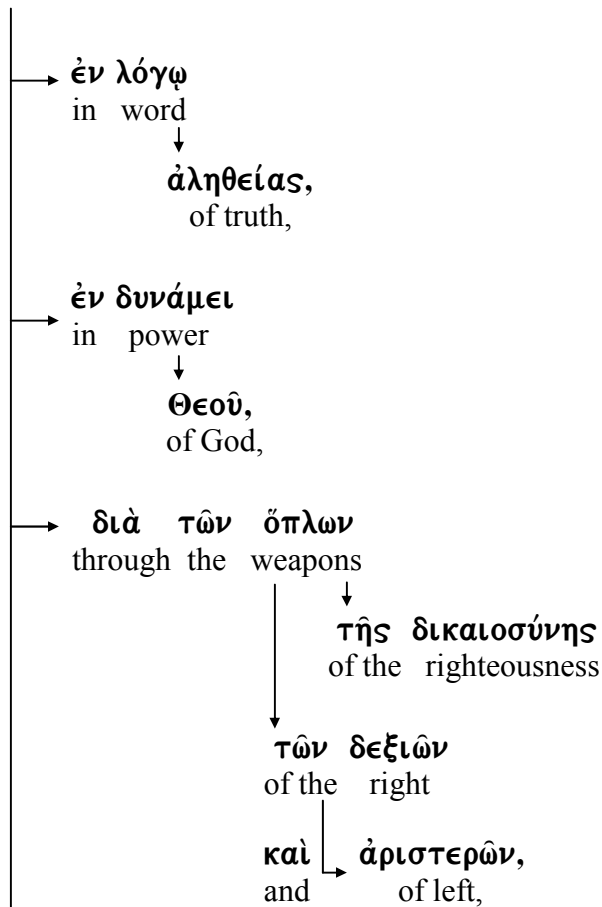 ἐν λόγῳ
in word
ἀληθείας,
of truth,
ἐν δυνάμει
in power
Θεοῦ,
of God,
διὰ τῶν ὅπλων
through the weapons
τῆς δικαιοσύνης
of the righteousness
τῶν δεξιῶν
of the right
καὶ ἀριστερῶν,
and of left,